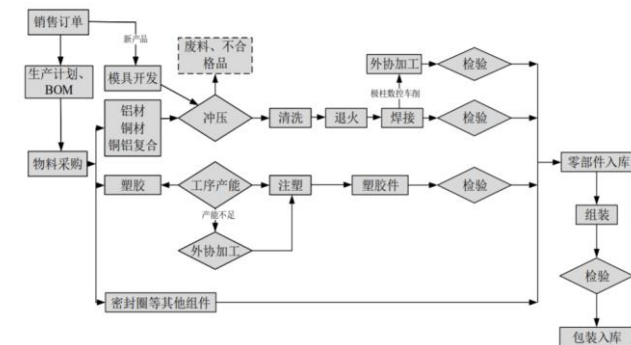 销售订单
新产品
废料、不合
格品
生产计划、
BOM
模具开发
外协加工
检验
极柱数控车削
铝材
铜材
铜铝复合
冲压
清洗
退火
焊接
检验
物料采购
零部件入库
塑胶
工序产能
注塑
塑胶件
检验
产能不足
组装
外协加工
检验
密封圈等其他组件
包装入库